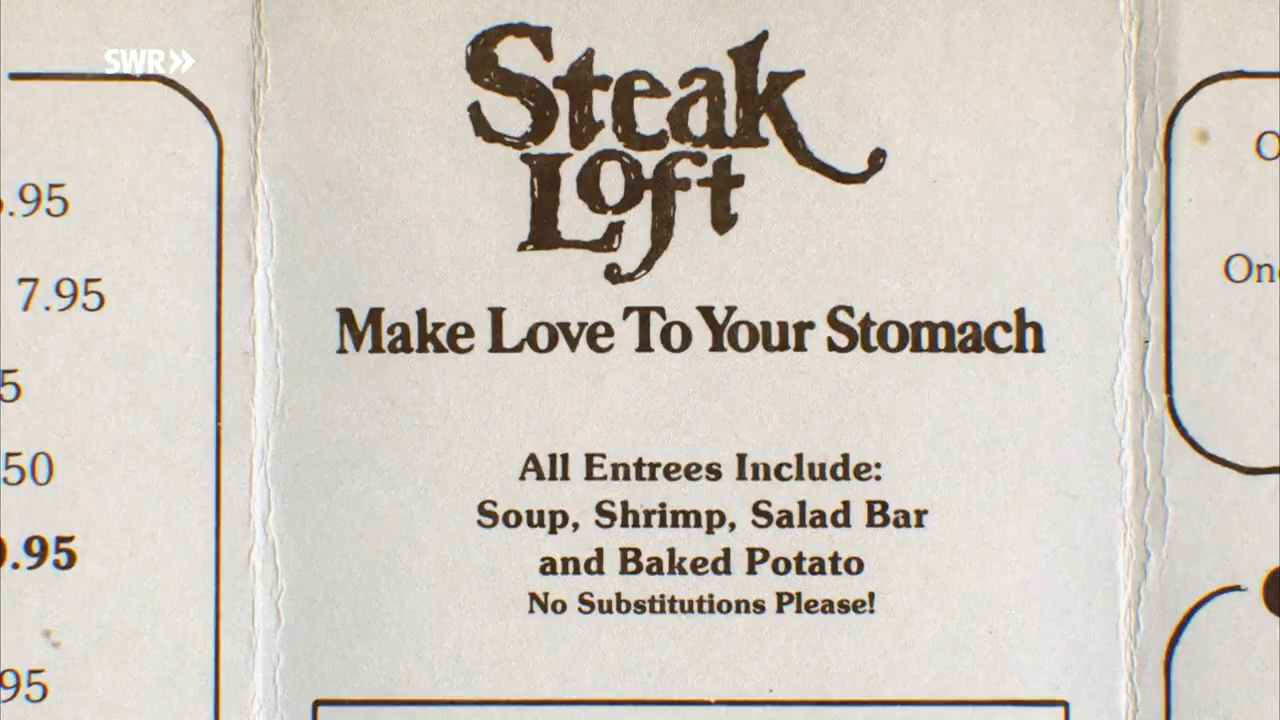 SWR»
Steak
Loft
Make Love To Your Stomach
All Entrees Include:
Soup, Shrimp, Salad Bar
and Baked Potato
No Substitutions Please!
.95
7.95
5
50
.95
95